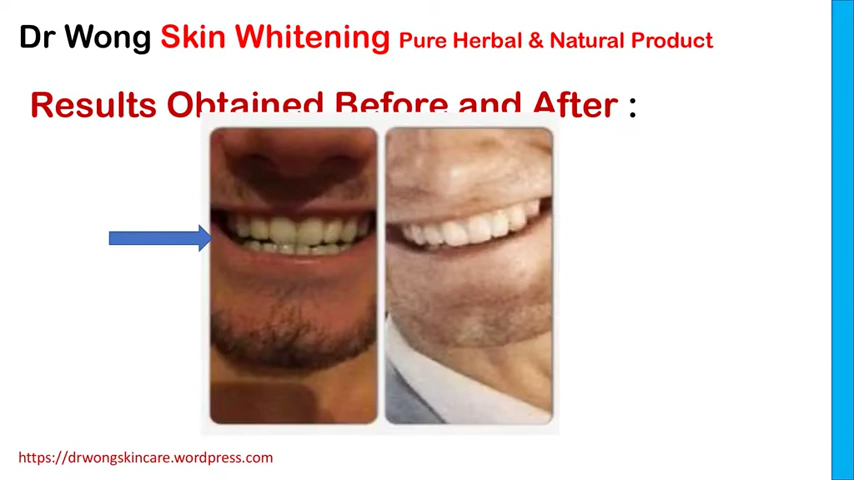 Dr Wong Skin Whitening Pure Herbal & Natural Product
Results Obtained Before and After :
https://drwongskincare.wordpress.com